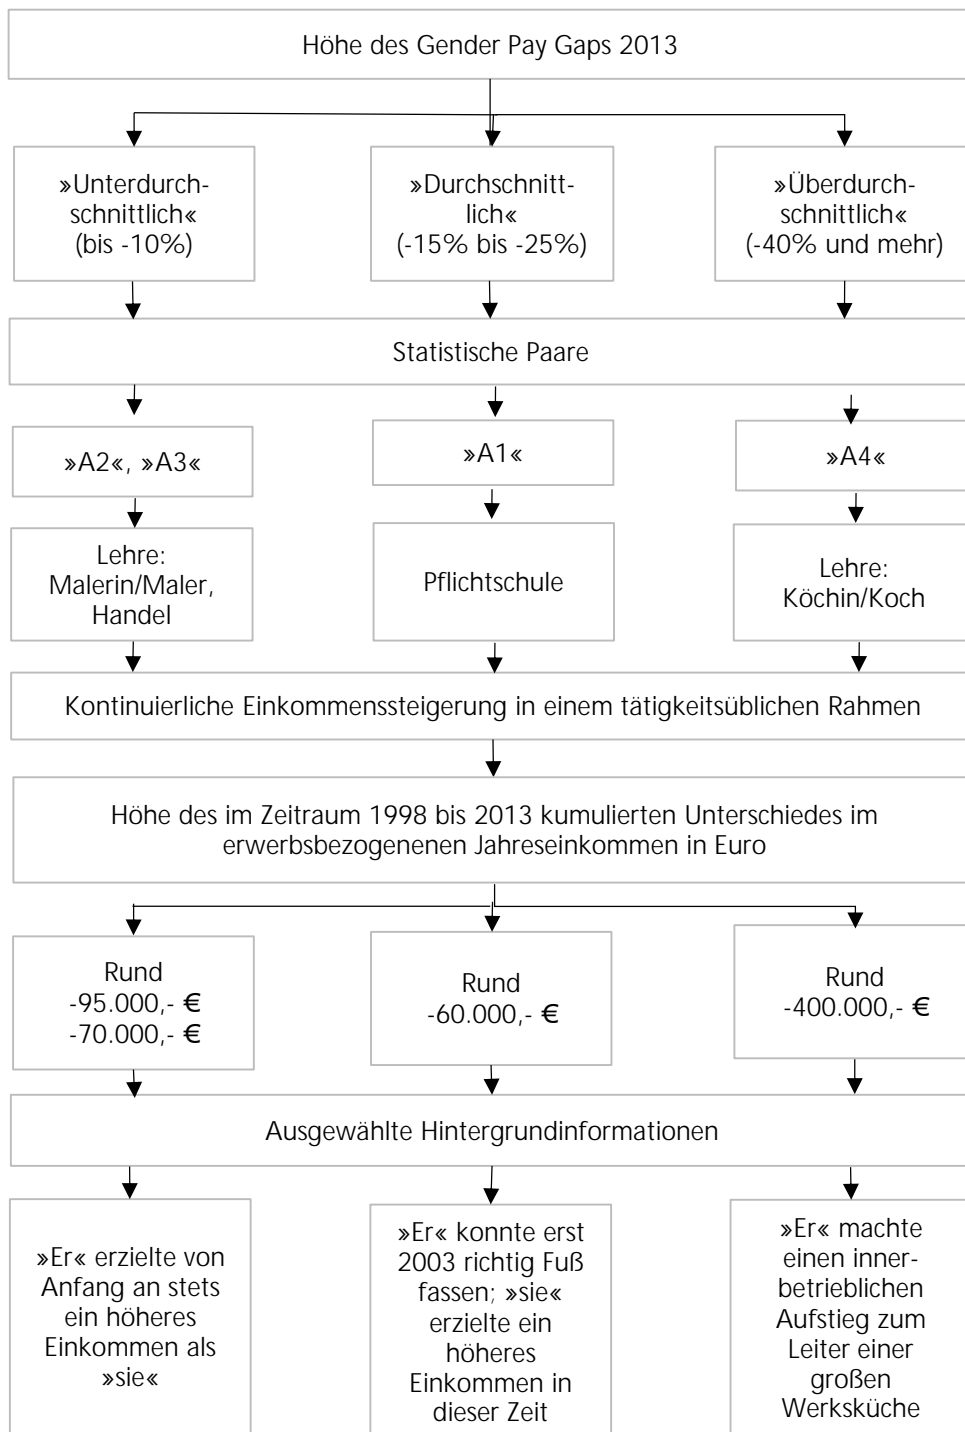 Höhe des Gender Pay Gaps 2013
»Unterdurch-
schnittlich«
(bis -10%)
»Durchschnitt-
lich«
(-15% bis -25%)
»Überdurch-
schnittlich«
(-40% und mehr)
Statistische Paare
»A2«, »A3«
»A1«
»A4«
Lehre:
Malerin/Maler,
Handel
Pflichtschule
Lehre:
Köchin/Koch
Kontinuierliche Einkommenssteigerung in einem tätigkeitsüblichen Rahmen
Höhe des im Zeitraum 1998 bis 2013 kumulierten Unterschiedes im
erwerbsbezogenenen Jahreseinkommen in Euro
Rund
-95.000,- €
-70.000,- €
Rund
-60.000,- €
Rund
-400.000,- €
Ausgewählte Hintergrundinformationen
»Er« erzielte von
Anfang an stets
ein höheres
Einkommen als
»sie«
»Er« konnte erst
2003 richtig Fuß
fassen; »sie«
erzielte ein
höheres
Einkommen in
dieser Zeit
»Er« machte
einen inner-
betrieblichen
Aufstieg zum
Leiter einer
großen
Werksküche